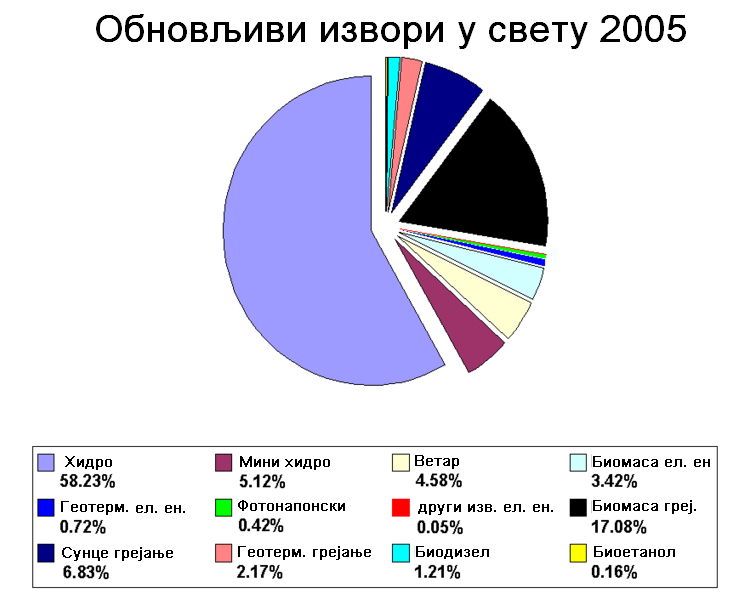 Обновљиви извори у свету 2005
Хидро
58.23%
Мини хидро
5.12%
Ветар
4.58%
Биомаса ел. ен
3.42%
Геотерм. ел. ен.
0.72%
Фотонапонски
0.42%
други изв. ел. ен.
0.05%
Биомаса греј.
17.08%
Сунце грејање
6.83%
Геотерм. грејање
2.17%
Биодизел
1.21%
Биоетанол
0.16%